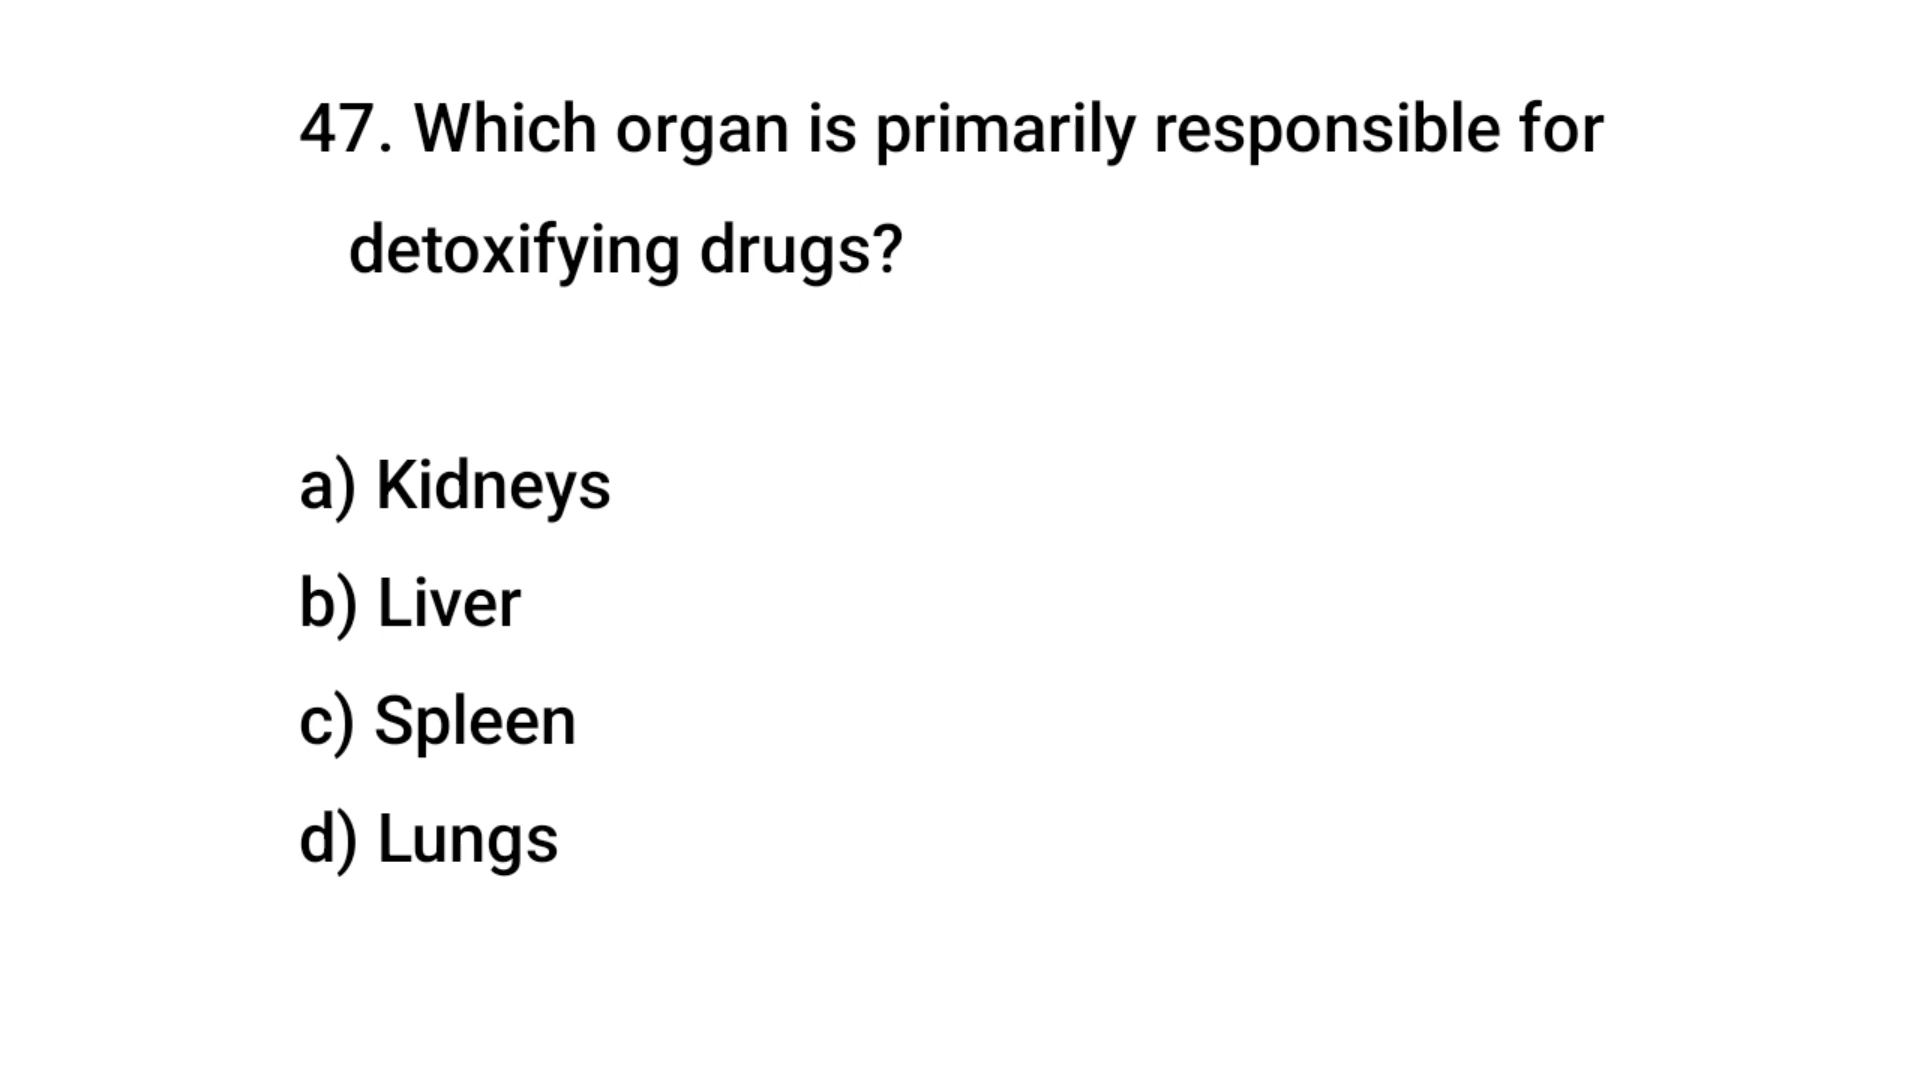 47. Which organ is primarily responsible for
detoxifying drugs?
a) Kidneys
b) Liver
c) Spleen
d) Lungs